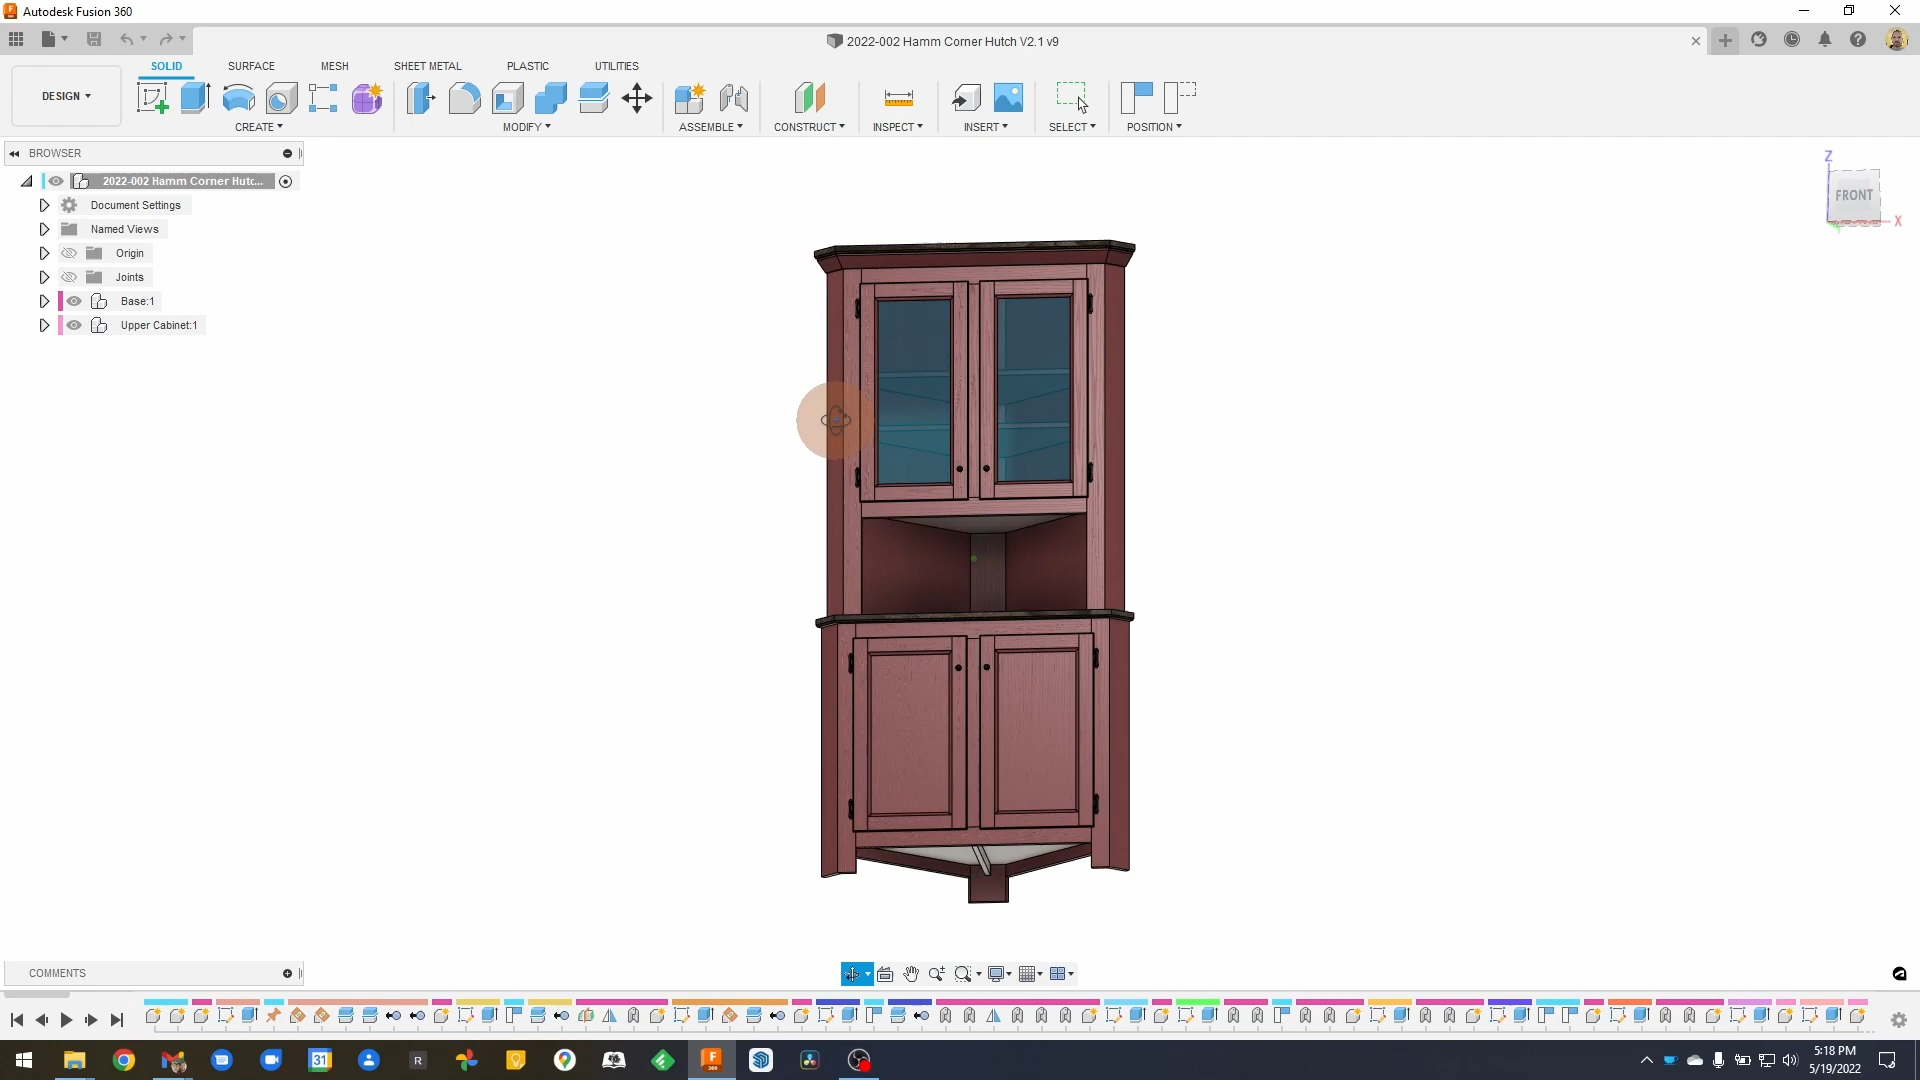 Autodesk Fusion 360
2022-002 Hamm Corner Hutch V2.1 v9
SOLID SURFACE MESH SHEET METAL PLASTIC UTILITIES
DESIGN
CREATE MODIFY ASSEMBLE CONSTRUCT INSPECT INSERT SELECT POSITION
BROWSER
2022-002 Hamm Corner Hutc...
Document Settings
Named Views
Origin
Joints
Base:1
Upper Cabinet:1
Z
FRONT
X
COMMENTS
31
R
F
360
5:18 PM
5/19/2022